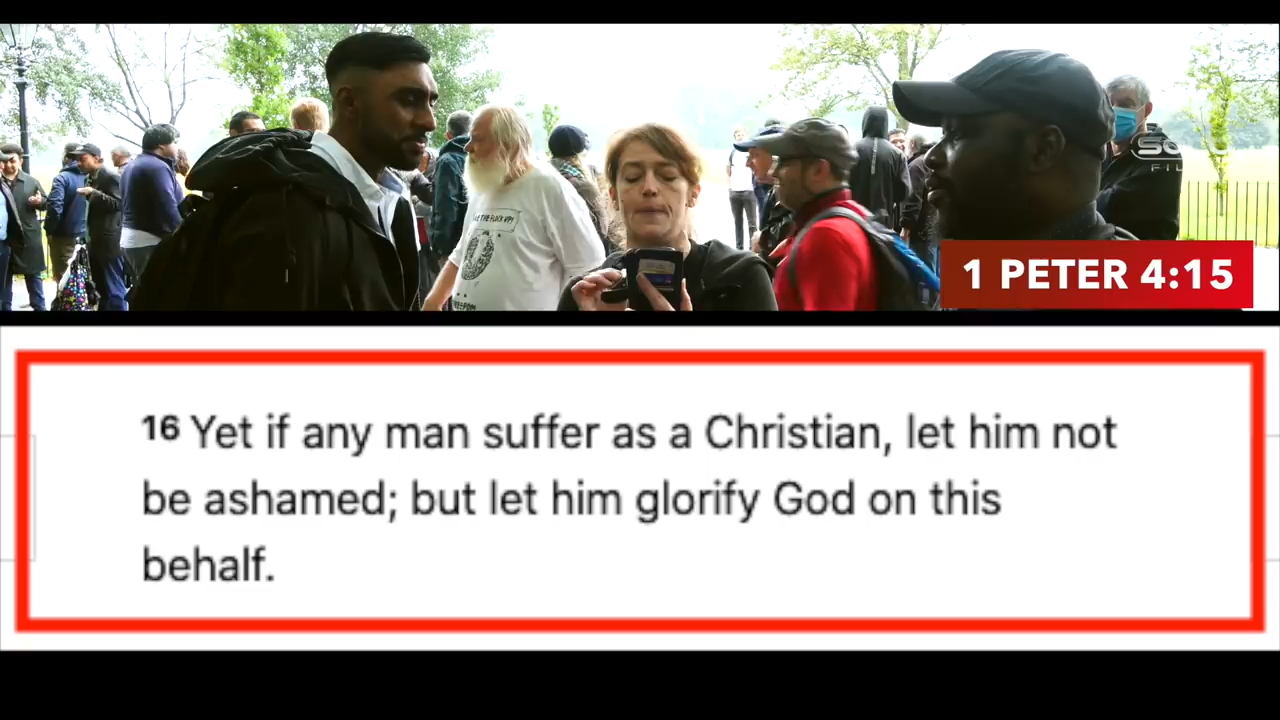 1 PETER 4:15
16 Yet if any man suffer as a Christian, let him not
be ashamed; but let him glorify God on this
behalf.